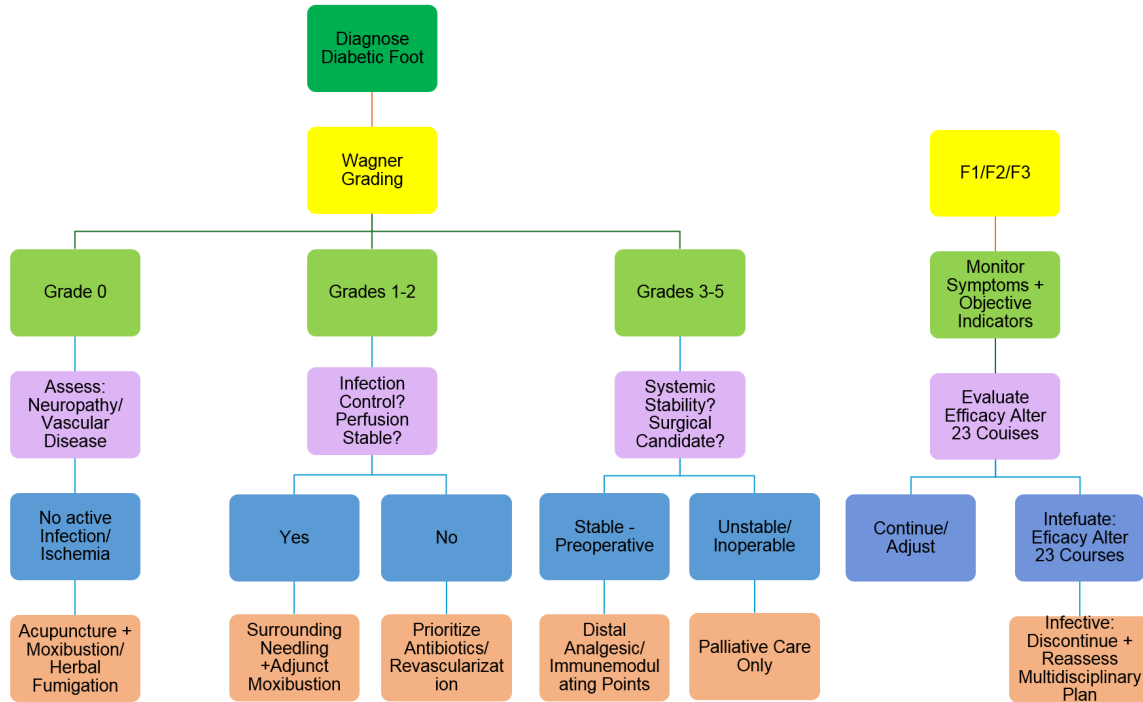 Diagnose
Diabetic Foot
Wagner
Grading
F1/F2/F3
Grade 0
Grades 1-2
Grades 3-5
Monitor
Symptoms +
Objective
Indicators
Assess:
Neuropathy/
Vascular
Disease
Infection
Control?
Perfusion
Stable?
Systemic
Stability?
Surgical
Candidate?
Evaluate
Efficacy Alter
23 Couises
No active
Infection/
Ischemia
Yes
No
Stable -
Preoperative
Unstable/
Inoperable
Continue/
Adjust
Intefuate:
Efficacy Alter
23 Courses
Acupuncture +
Moxibustion/
Herbal
Fumigation
Surrounding
Needling
+Adjunct
Moxibustion
Prioritize
Antibiotics/
Revascularizat
ion
Distal
Analgesic/
Immunemodul
ating Points
Palliative Care
Only
Infective:
Discontinue +
Reassess
Multidisciplinary
Plan